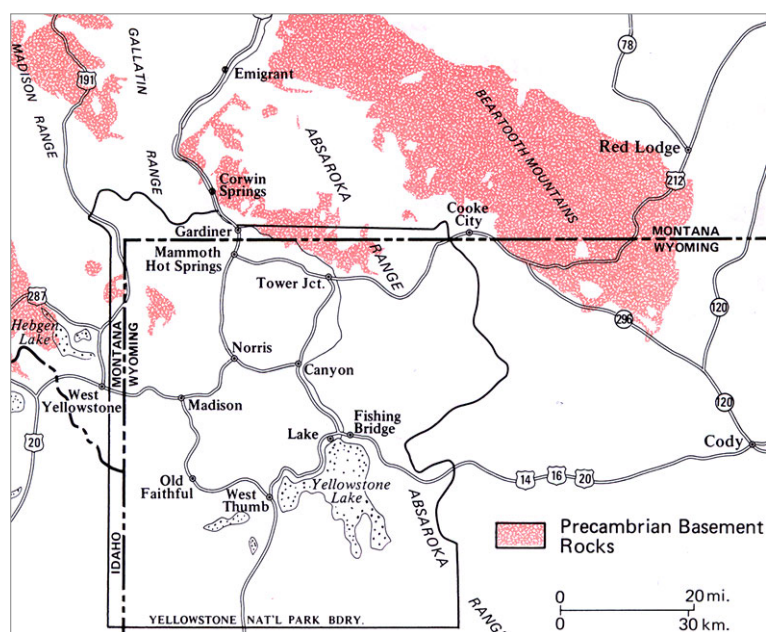 MADISON
RANGE
GALLATIN
RANGE
191
Emigrant
78
ABSAROKA
RANGE
BEARTOOTH MOUNTAINS
Red Lodge
212
Corwin
Springs
Gardiner
Cooke
City
MONTANA
WYOMING
Mammoth
Hot Springs
Tower Jct.
287
Hebgen
Lake
MONTANA
WYOMING
296
120
Norris
Canyon
West
Yellowstone
Madison
20
120
Cody
Lake
Fishing
Bridge
Old
Faithful
West
Thumb
Yellowstone
Lake
14
16
20
ABSAROKA
RANGE
IDAHO
YELLOWSTONE NAT'L PARK BDRY.
Precambrian Basement
Rocks
0 20 mi.
0 30 km.